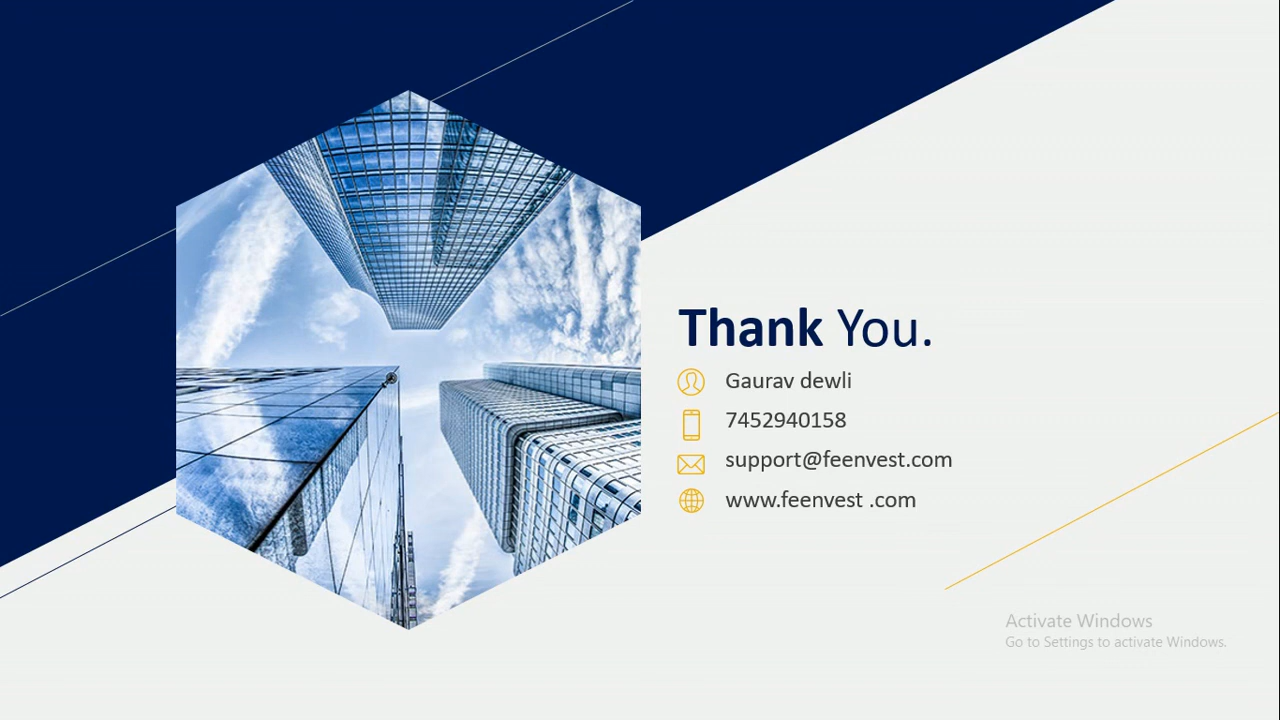 Thank You.
Gaurav dewli
7452940158
support@feenvest.com
www.feenvest .com
Activate Windows
Go to Settings to activate Windows.